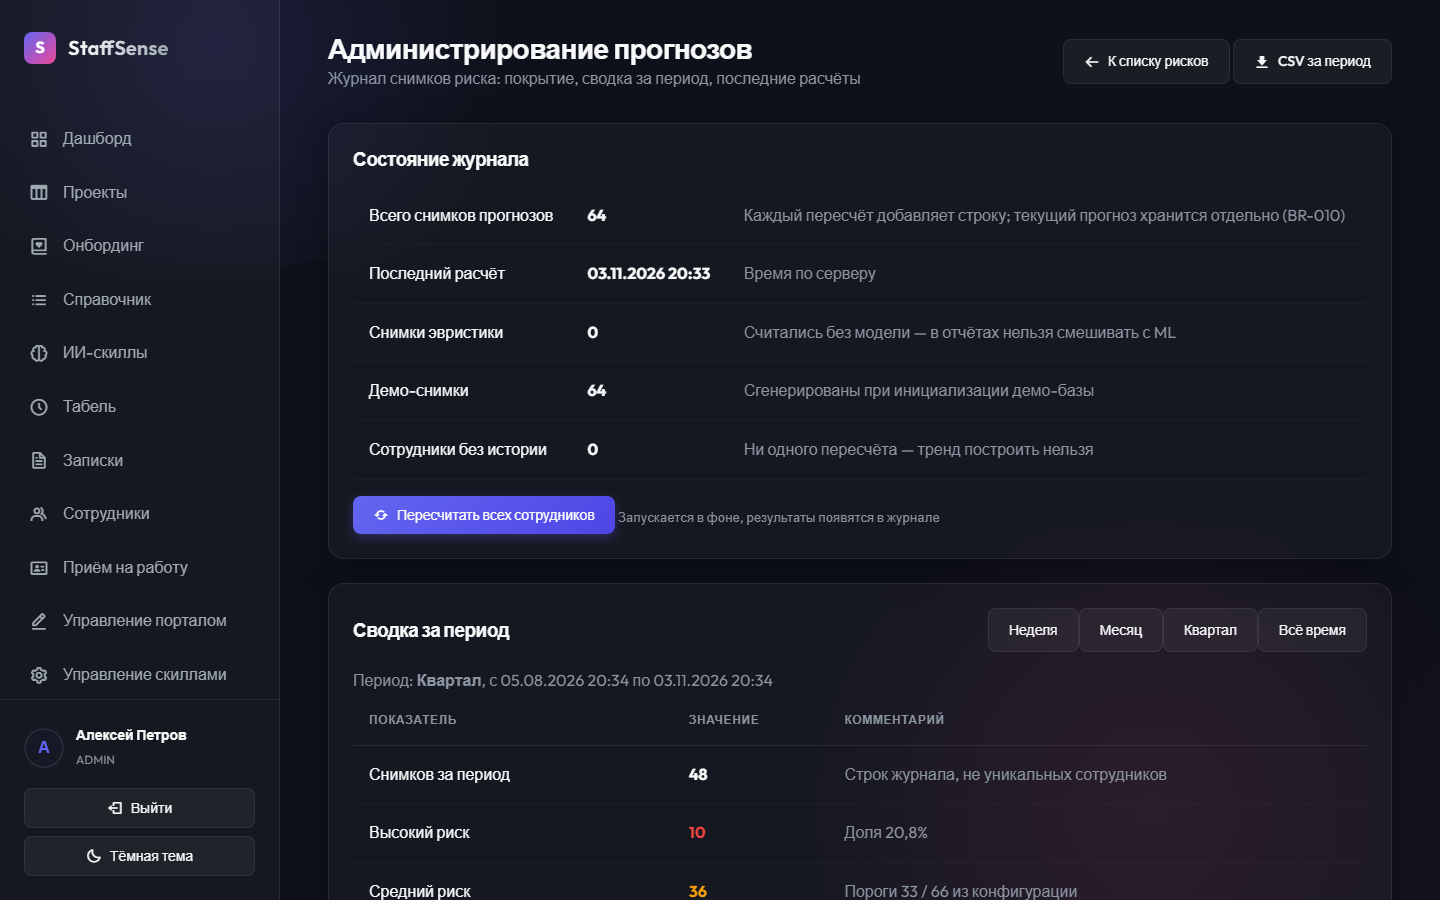 S StaffSense
Дашборд
Проекты
Онбординг
Справочник
ИИ-скиллы
Табель
Записки
Сотрудники
Приём на работу
Управление порталом
Управление скиллами
А Алексей Петров
ADMIN
Выйти
Тёмная тема
Администрирование прогнозов
Журнал снимков риска: покрытие, сводка за период, последние расчёты
К списку рисков CSV за период
Состояние журнала
Всего снимков прогнозов 64 Каждый пересчёт добавляет строку; текущий прогноз хранится отдельно (BR-010)
Последний расчёт 03.11.2026 20:33 Время по серверу
Снимки эвристики 0 Считались без модели — в отчётах нельзя смешивать с ML
Демо-снимки 64 Сгенерированы при инициализации демо-базы
Сотрудники без истории 0 Ни одного пересчёта — тренд построить нельзя
Пересчитать всех сотрудников Запускается в фоне, результаты появятся в журнале
Сводка за период Неделя Месяц Квартал Всё время
Период: Квартал, с 05.08.2026 20:34 по 03.11.2026 20:34
ПОКАЗАТЕЛЬ ЗНАЧЕНИЕ КОММЕНТАРИЙ
Снимков за период 48 Строк журнала, не уникальных сотрудников
Высокий риск 10 Доля 20,8%
Средний риск 36 Пороги 33 / 66 из конфигурации